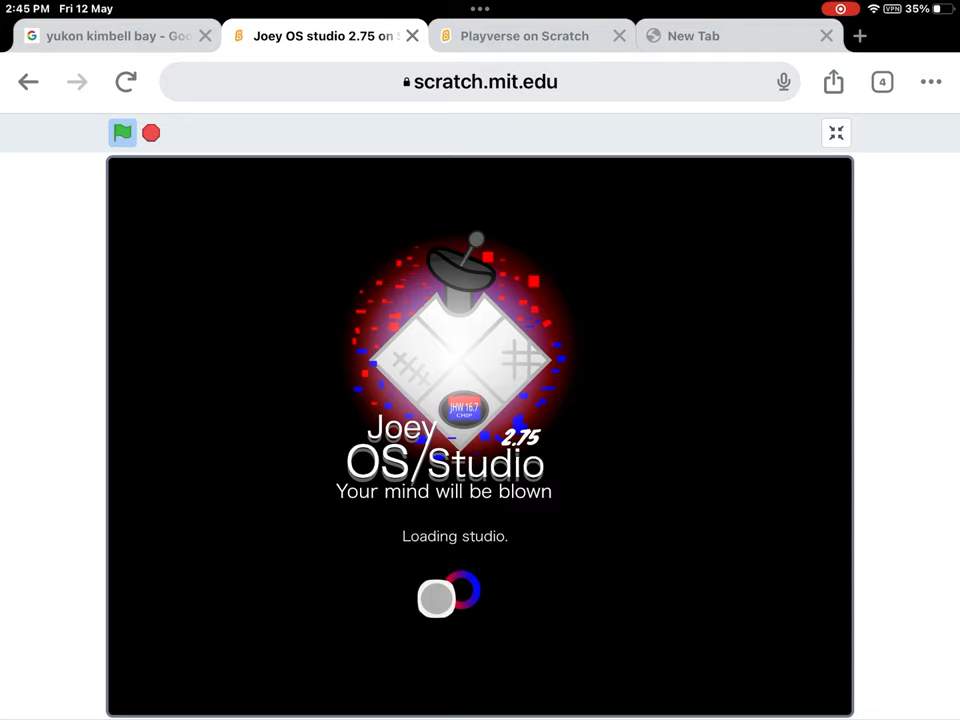 2:45 PM Fri 12 May
VPN 35%
yukon kimbell bay - Goo
Joey OS studio 2.75 on S
Playverse on Scratch
New Tab
scratch.mit.edu
4
JHW 16.7
CHIP
Joey
2.75
OS/Studio
Your mind will be blown
Loading studio.